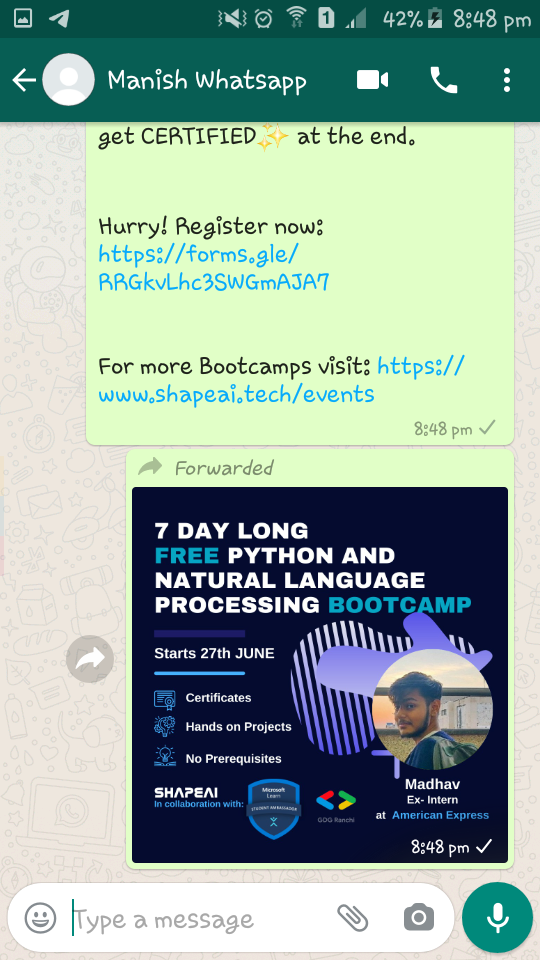 42% 8:48 pm
Manish Whatsapp
get CERTIFIED✨ at the end.
Hurry! Register now:
https://forms.gle/
RRGkvLhc3SWGmAJA7
For more Bootcamps visit: https://
www.shapeai.tech/events
8:48 pm
Forwarded
7 DAY LONG
FREE PYTHON AND
NATURAL LANGUAGE
PROCESSING BOOTCAMP
Starts 27th JUNE
Certificates
Hands on Projects
No Prerequisites
SHAPEAI
In collaboration with:
Microsoft
Learn
STUDENT AMBASSADOR
GDG Ranchi
Madhav
Ex- Intern
at American Express
8:48 pm
Type a message